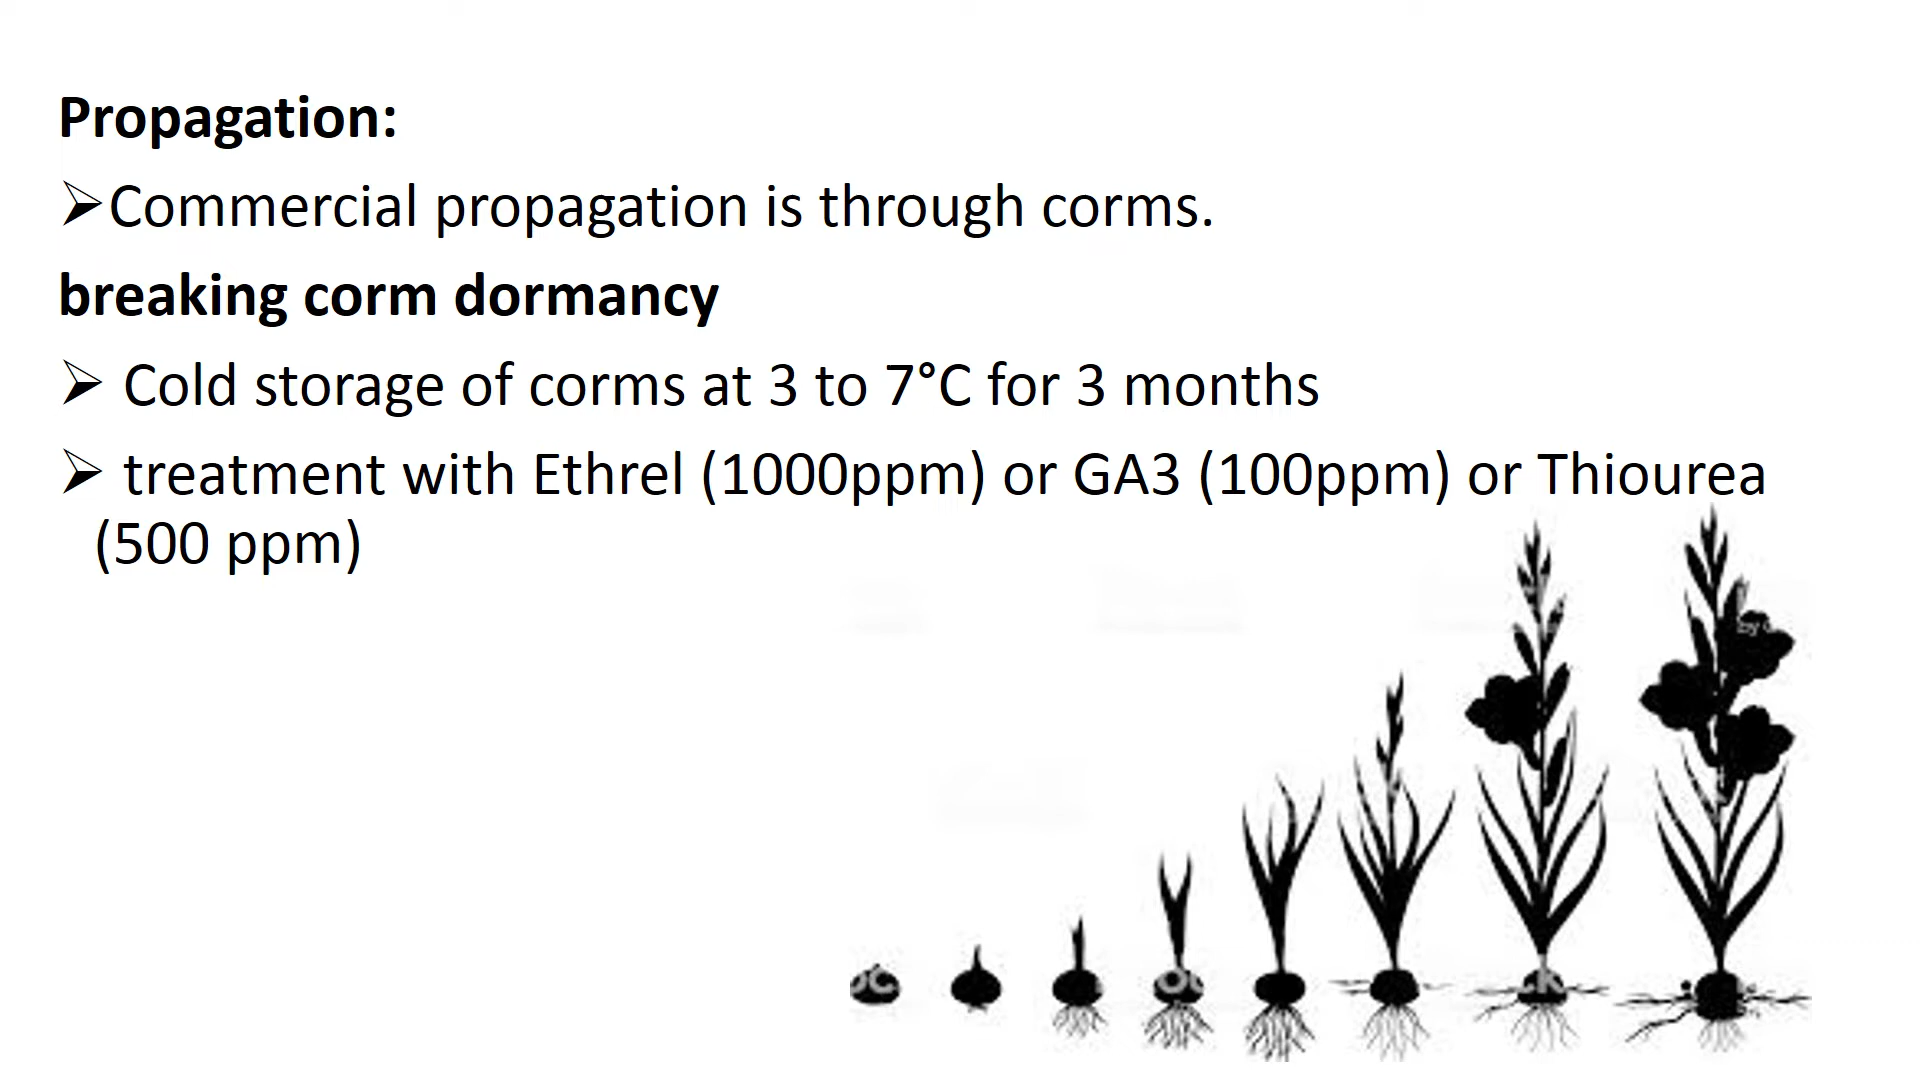 Propagation:
➢Commercial propagation is through corms.
breaking corm dormancy
➢ Cold storage of corms at 3 to 7°C for 3 months
➢ treatment with Ethrel (1000ppm) or GA3 (100ppm) or Thiourea
(500 ppm)